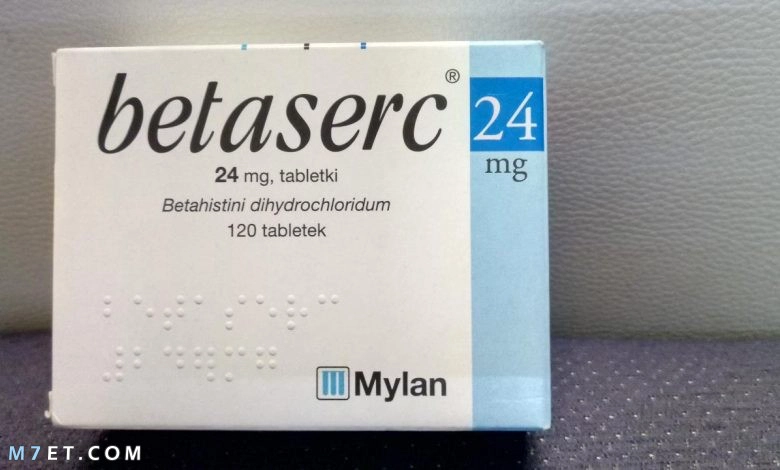 betaserc®
24 mg, tabletki
Betahistini dihydrochloridum
120 tabletek
24
mg
Mylan
M7ET.COM